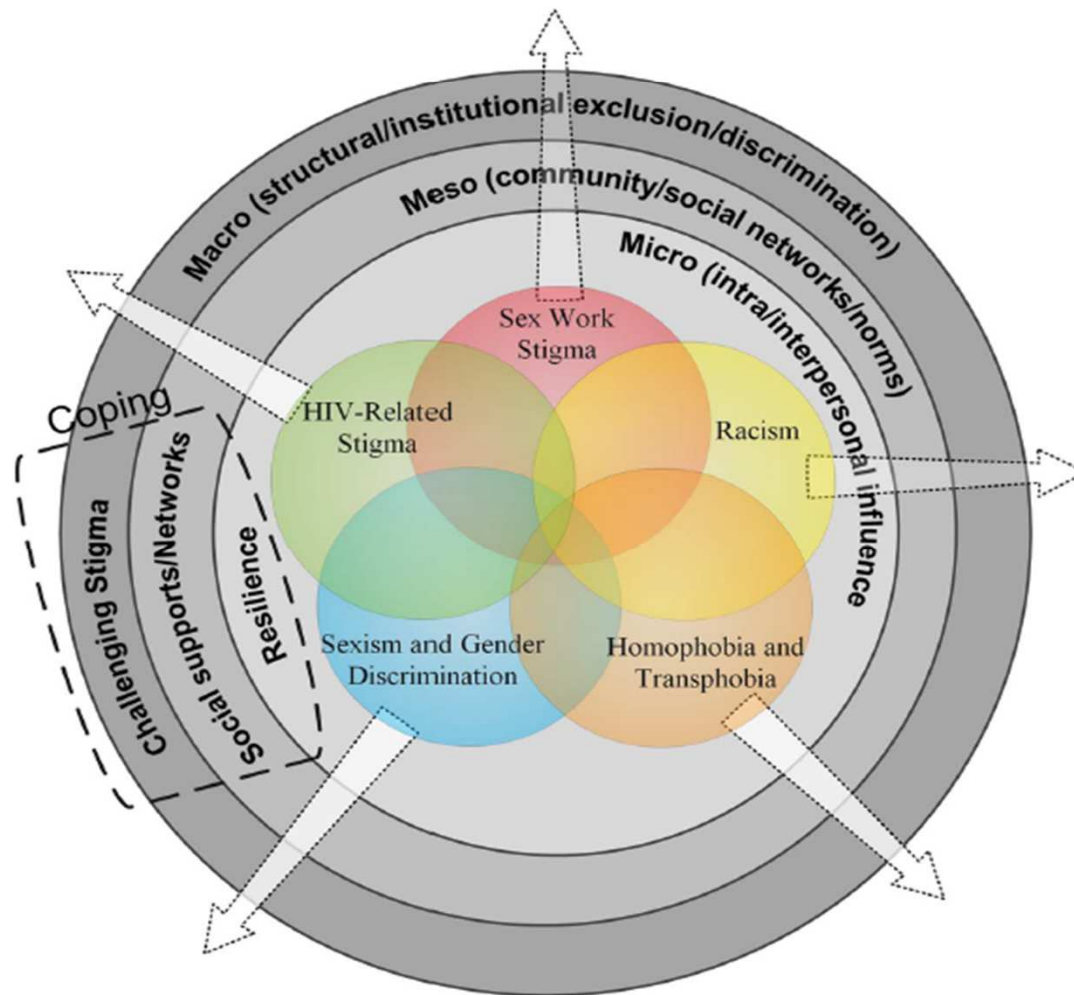 Macro (structural/institutional exclusion/discrimination)
Meso (community/social networks/norms)
Micro (intra/interpersonal influence
Sex Work
Stigma
HIV-Related
Stigma
Racism
Coping
Challenging Stigma
Social supports/Networks
Resilience
Sexism and Gender
Discrimination
Homophobia and
Transphobia